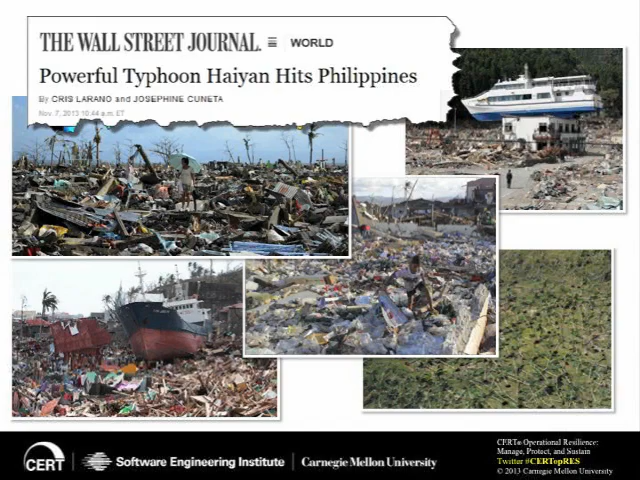 THE WALL STREET JOURNAL. ≡ WORLD
Powerful Typhoon Haiyan Hits Philippines
By CRIS LARANO and JOSEPHINE CUNETA
Nov. 7, 2013 10:44 a.m. ET
CERT
Software Engineering Institute
Carnegie Mellon University
CERT® Operational Resilience:
Manage, Protect, and Sustain
Twitter #CERTopRES
© 2013 Carnegie Mellon University